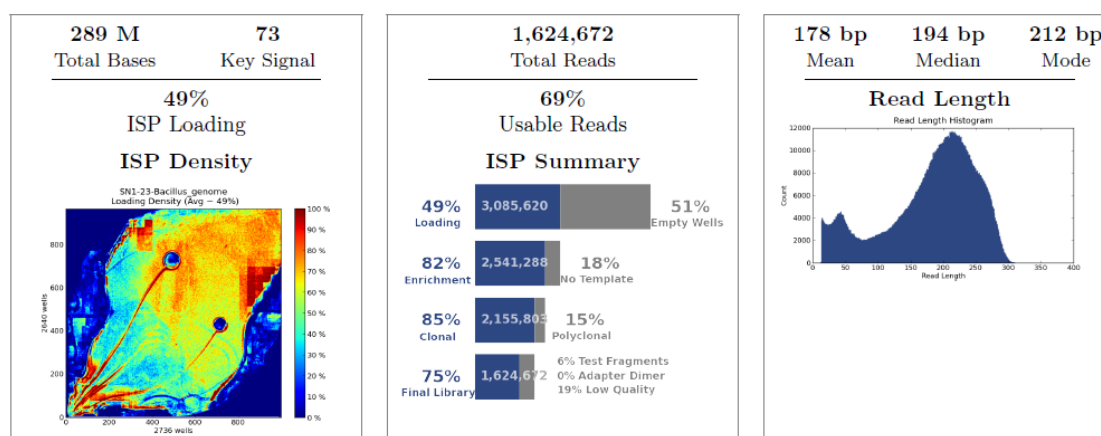 289 M 73
Total Bases Key Signal
49%
ISP Loading
ISP Density
SN1-23-Bacillus_genome
Loading Density (Avg ~ 49%)
100 %
90 %
80 %
70 %
60 %
50 %
40 %
30 %
20 %
10 %
0 %
800
600
400
200
0
2640 wells
0 200 400 600 800
2736 wells
1,624,672
Total Reads
69%
Usable Reads
ISP Summary
49% 3,085,620 51%
Loading Empty Wells
82% 2,541,288 18%
Enrichment No Template
85% 2,155,803 15%
Clonal Polyclonal
75% 1,624,672 6% Test Fragments
Final Library 0% Adapter Dimer
19% Low Quality
178 bp 194 bp 212 bp
Mean Median Mode
Read Length
Read Length Histogram
12000
10000
8000
6000
4000
2000
0
Count
0 50 100 150 200 250 300 350 400
Read Length